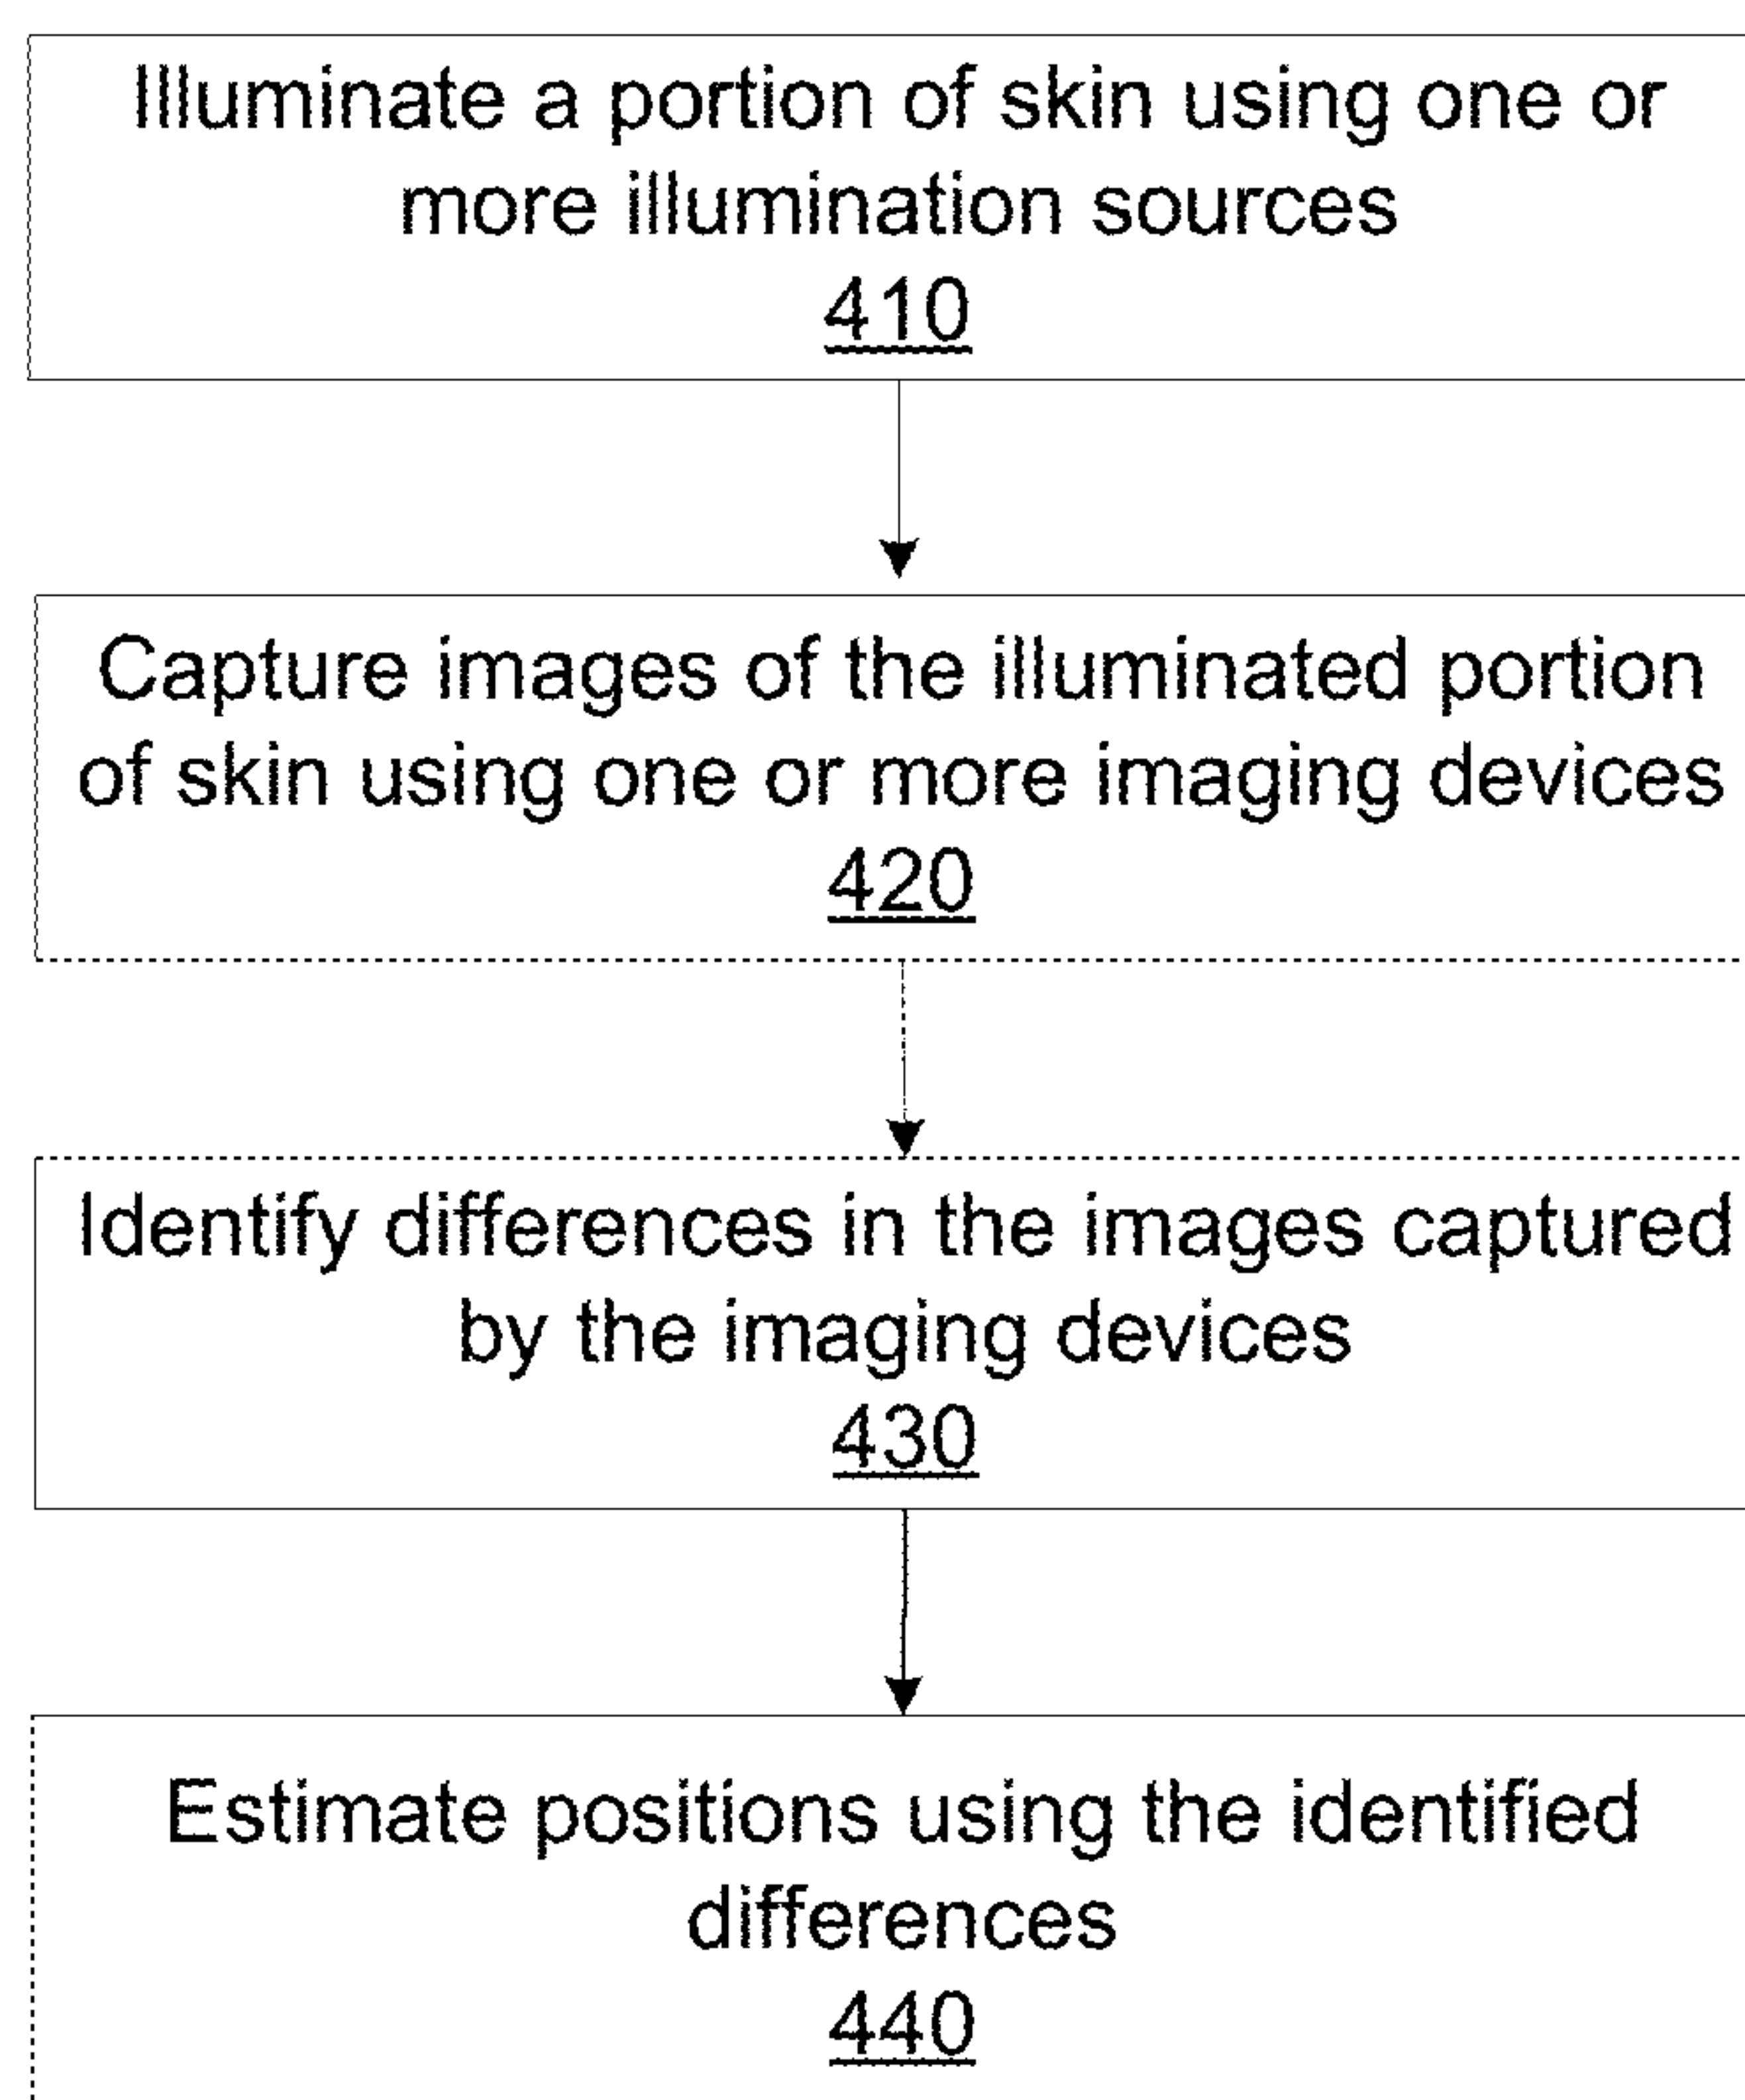 Illuminate a portion of skin using one or
more illumination sources
410
Capture images of the illuminated portion
of skin using one or more imaging devices
420
Identify differences in the images captured
by the imaging devices
430
Estimate positions using the identified
differences
440